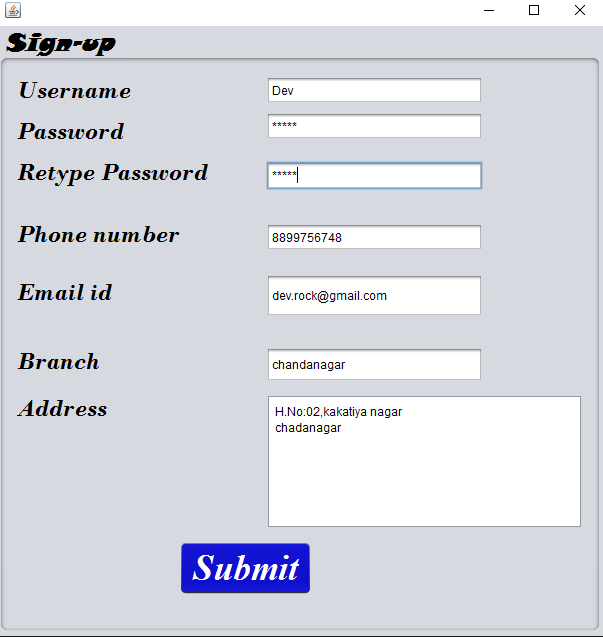 Sign-up
Username
Dev
Password
*****
Retype Password
*****
Phone number
8899756748
Email id
dev.rock@gmail.com
Branch
chandanagar
Address
H.No:02,kakatiya nagar
chadanagar
Submit